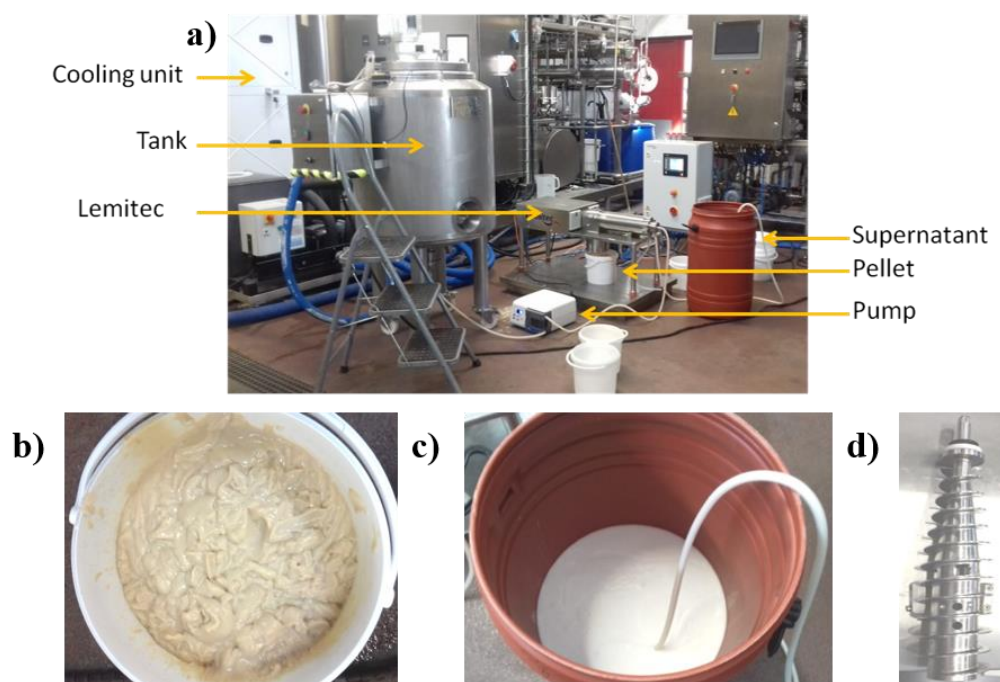 a)
Cooling unit
Tank
Lemitec
Supernatant
Pellet
Pump
b)
c)
d)